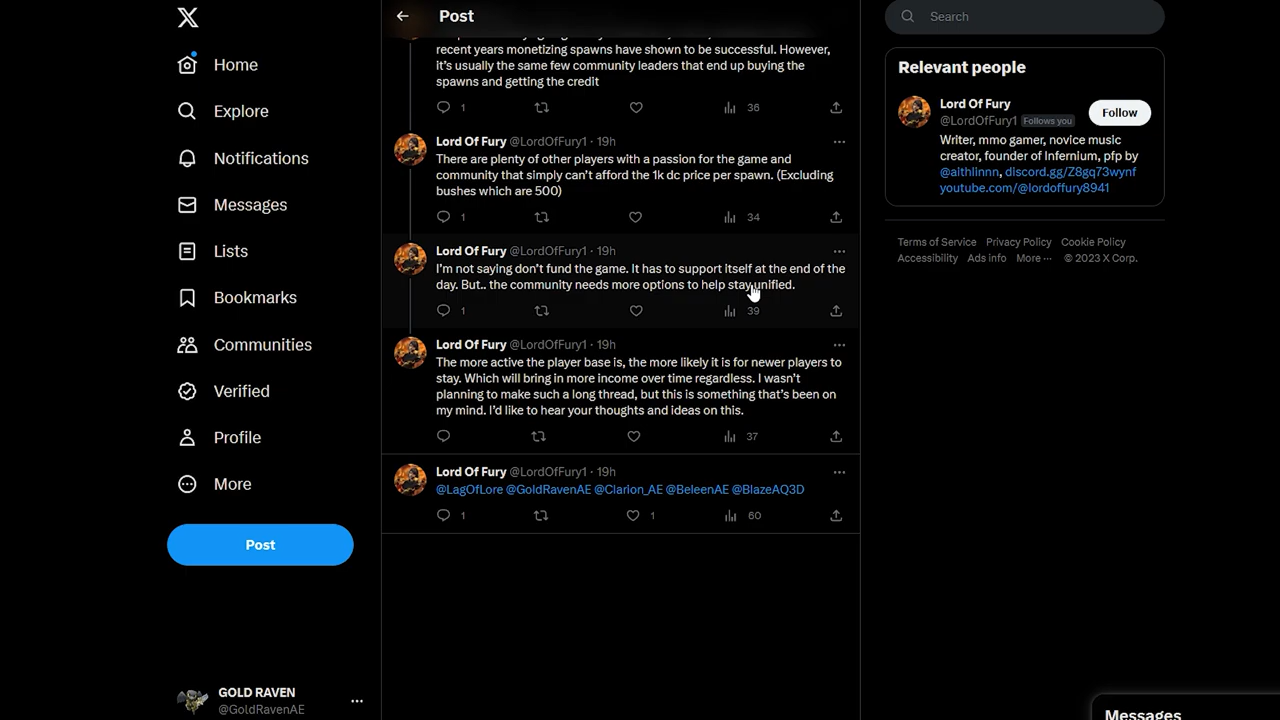 Home
Explore
Notifications
Messages
Lists
Bookmarks
Communities
Verified
Profile
More
Post
GOLD RAVEN
@GoldRavenAE
Post
recent years monetizing spawns have shown to be successful. However,
it's usually the same few community leaders that end up buying the
spawns and getting the credit
1 36
Lord Of Fury @LordOfFury1 · 19h
There are plenty of other players with a passion for the game and
community that simply can't afford the 1k dc price per spawn. (Excluding
bushes which are 500)
1 34
Lord Of Fury @LordOfFury1 · 19h
I'm not saying don't fund the game. It has to support itself at the end of the
day. But.. the community needs more options to help stay unified.
1 39
Lord Of Fury @LordOfFury1 · 19h
The more active the player base is, the more likely it is for newer players to
stay. Which will bring in more income over time regardless. I wasn't
planning to make such a long thread, but this is something that's been on
my mind. I'd like to hear your thoughts and ideas on this.
37
Lord Of Fury @LordOfFury1 · 19h
@LagOfLore @GoldRavenAE @Clarion_AE @BeleenAE @BlazeAQ3D
1 1 60
Search
Relevant people
Lord Of Fury
@LordOfFury1 Follows you
Follow
Writer, mmo gamer, novice music
creator, founder of Infernium, pfp by
@aithlinnn, discord.gg/Z8gq73wynf
youtube.com/@lordoffury8941
Terms of Service Privacy Policy Cookie Policy
Accessibility Ads info More ··· © 2023 X Corp.
Messages